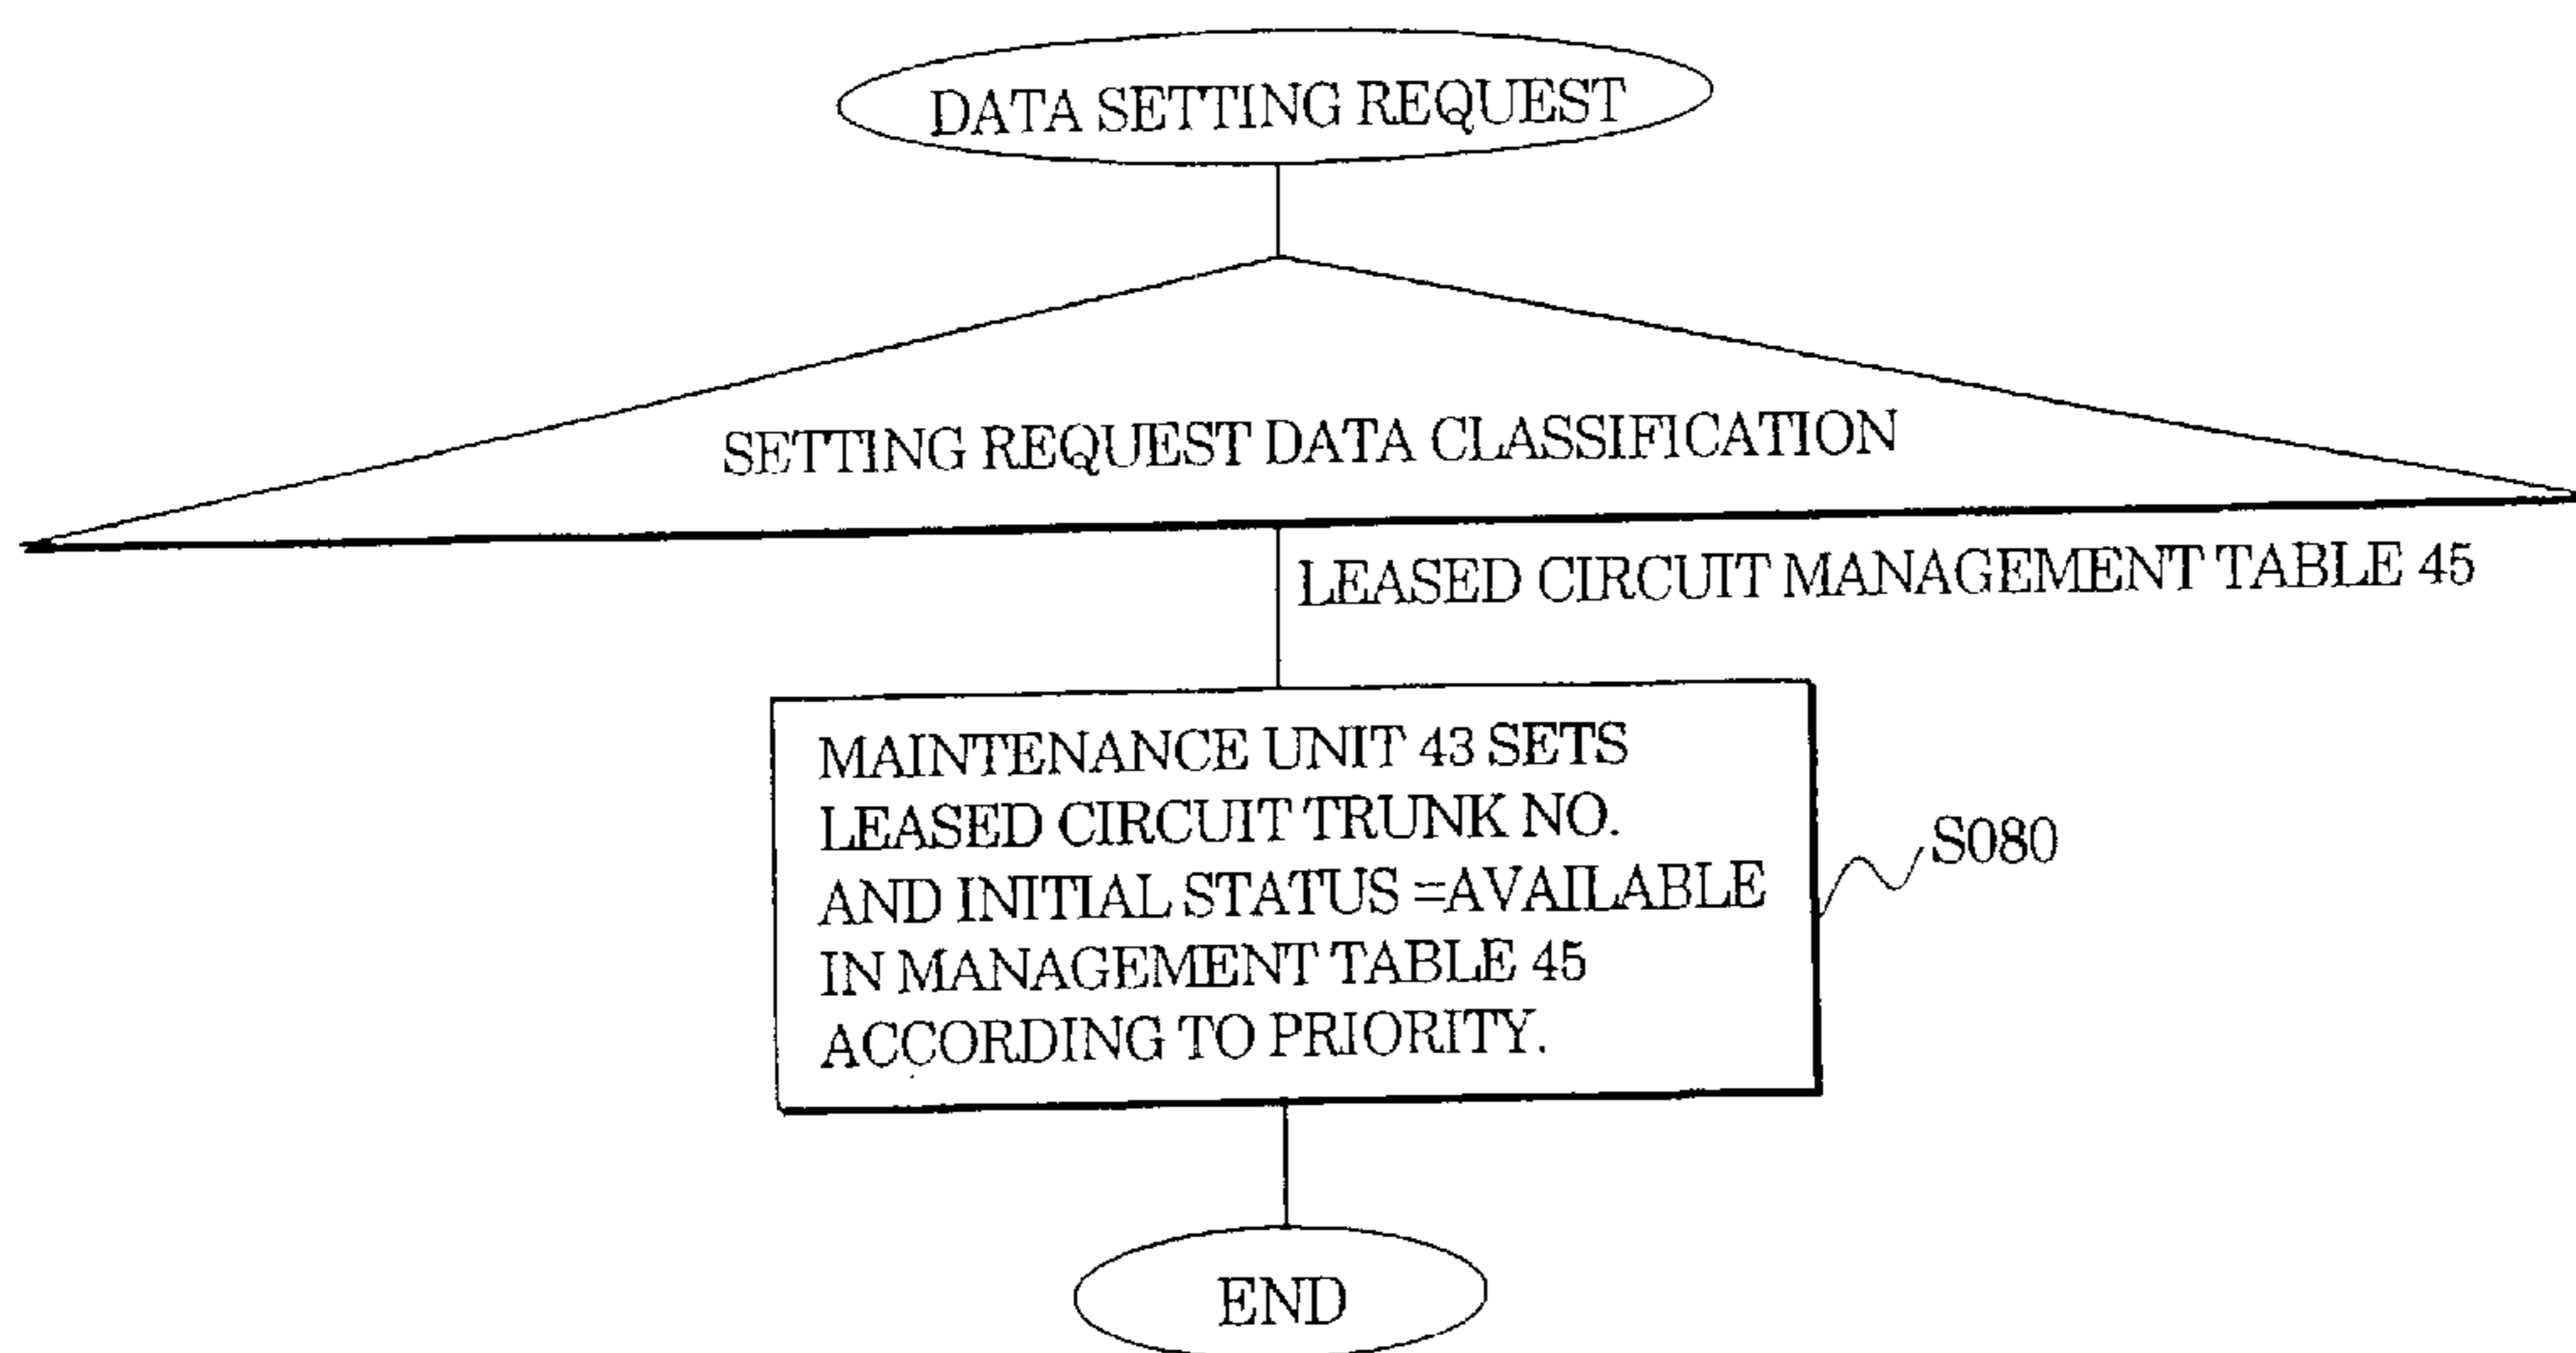 DATA SETTING REQUEST
SETTING REQUEST DATA CLASSIFICATION
LEASED CIRCUIT MANAGEMENT TABLE 45
MAINTENANCE UNIT 43 SETS
LEASED CIRCUIT TRUNK NO.
AND INITIAL STATUS =AVAILABLE
IN MANAGEMENT TABLE 45
ACCORDING TO PRIORITY.
S080
END